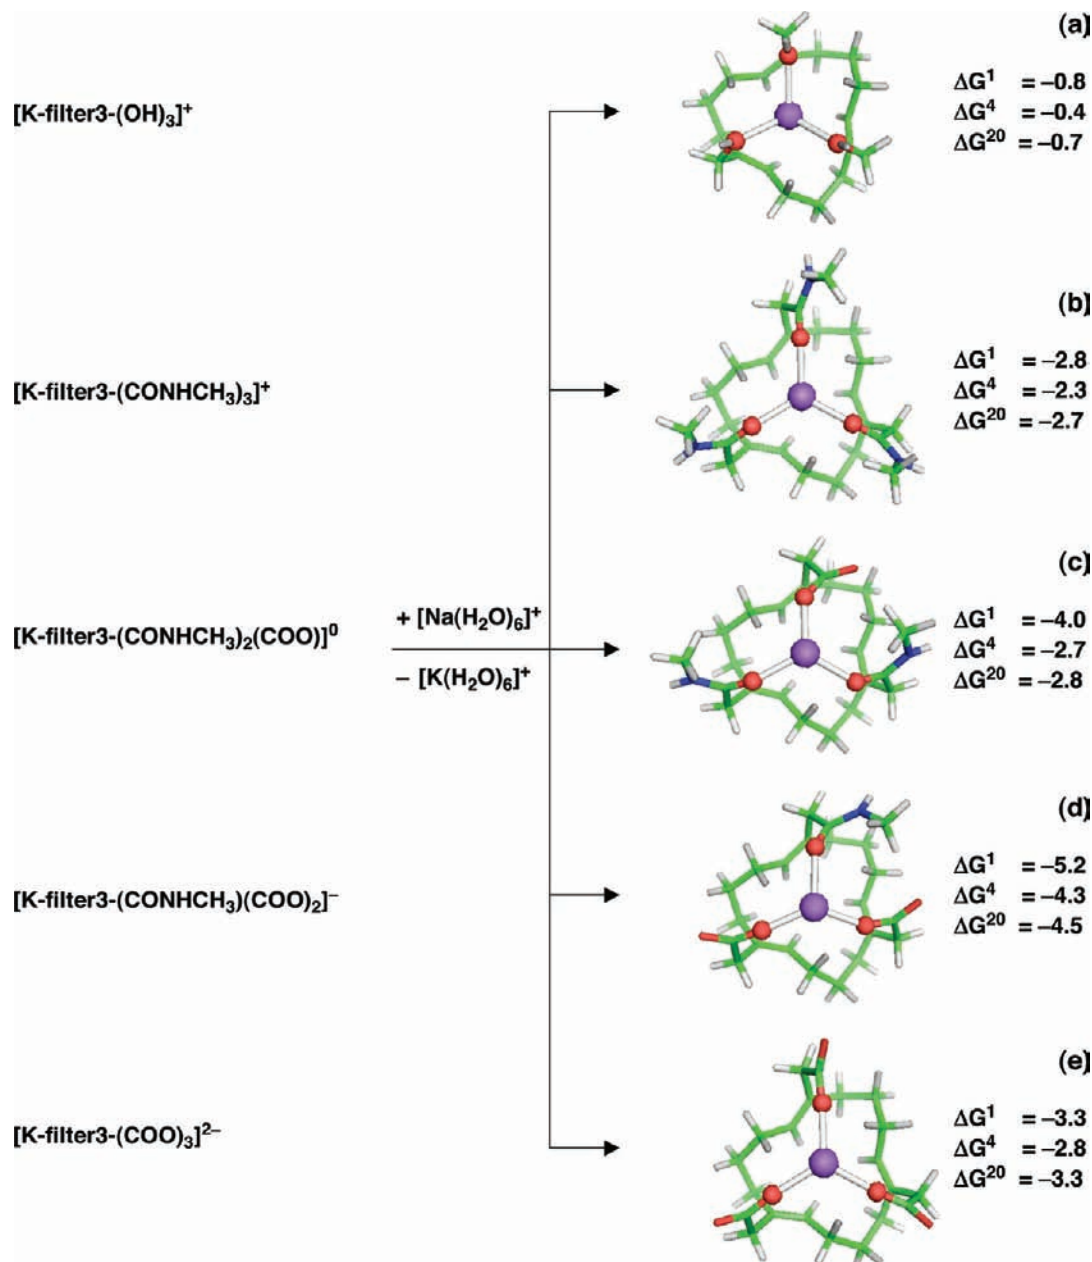 (a)
[K-filter3-(OH)₃]⁺
ΔG¹ = –0.8
ΔG⁴ = –0.4
ΔG²⁰ = –0.7
(b)
[K-filter3-(CONHCH₃)₃]⁺
ΔG¹ = –2.8
ΔG⁴ = –2.3
ΔG²⁰ = –2.7
(c)
[K-filter3-(CONHCH₃)₂(COO)]⁰
+ [Na(H₂O)₆]⁺
– [K(H₂O)₆]⁺
ΔG¹ = –4.0
ΔG⁴ = –2.7
ΔG²⁰ = –2.8
(d)
[K-filter3-(CONHCH₃)(COO)₂]⁻
ΔG¹ = –5.2
ΔG⁴ = –4.3
ΔG²⁰ = –4.5
(e)
[K-filter3-(COO)₃]²⁻
ΔG¹ = –3.3
ΔG⁴ = –2.8
ΔG²⁰ = –3.3